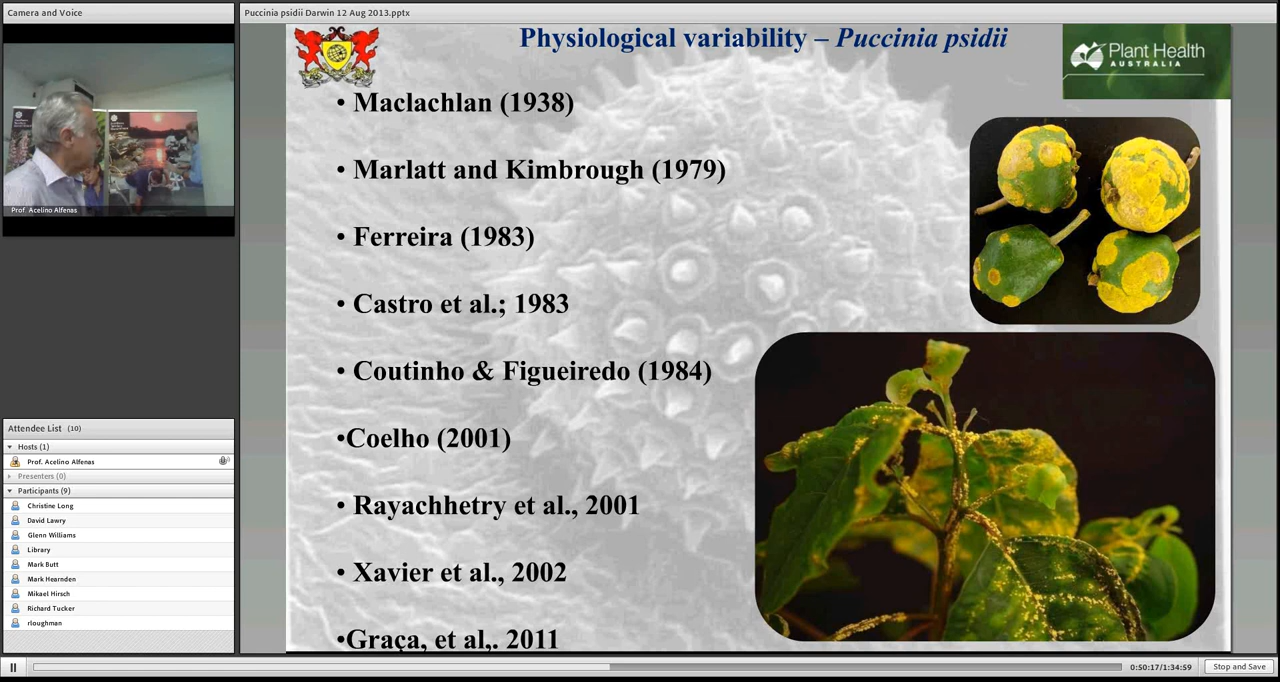 Camera and Voice
Prof. Acelino Alfenas
Attendee List (10)
Hosts (1)
Prof. Acelino Alfenas
Presenters (0)
Participants (9)
Christine Long
David Lawry
Glenn Williams
Library
Mark Butt
Mark Hearnden
Mikael Hirsch
Richard Tucker
rloughman
Puccinia psidii Darwin 12 Aug 2013.pptx
Physiological variability – Puccinia psidii
Plant Health
AUSTRALIA
• Maclachlan (1938)
• Marlatt and Kimbrough (1979)
• Ferreira (1983)
• Castro et al.; 1983
• Coutinho & Figueiredo (1984)
•Coelho (2001)
• Rayachhetry et al., 2001
• Xavier et al., 2002
•Graça, et al,. 2011
0:50:17/1:34:59
Stop and Save